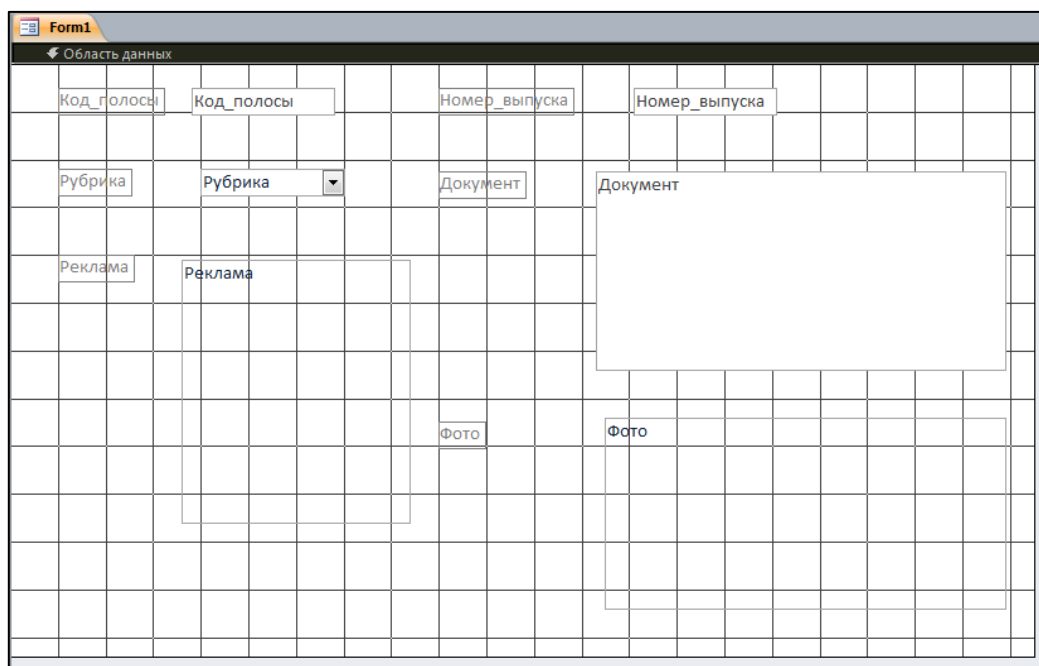 Form1
Область данных
Код_полосы Код_полосы Номер_выпуска Номер_выпуска
Рубрика Рубрика Документ Документ
Реклама Реклама
Фото Фото